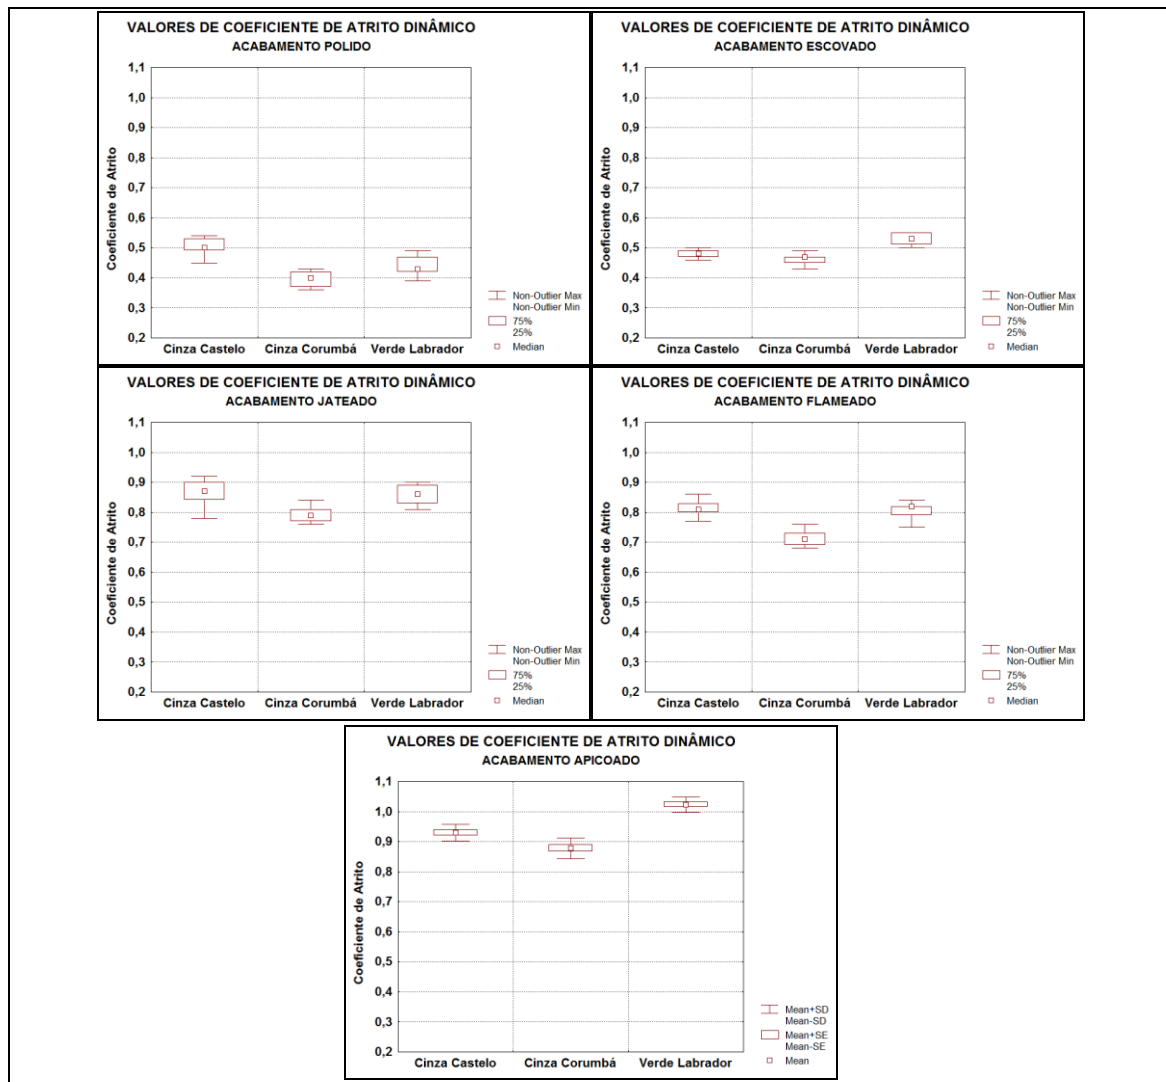 VALORES DE COEFICIENTE DE ATRITO DINÂMICO
ACABAMENTO POLIDO
1,1
1,0
0,9
0,8
0,7
0,6
0,5
0,4
0,3
0,2
Coeficiente de Atrito
Cinza Castelo Cinza Corumbá Verde Labrador
Non-Outlier Max
Non-Outlier Min
75%
25%
Median
VALORES DE COEFICIENTE DE ATRITO DINÂMICO
ACABAMENTO ESCOVADO
1,1
1,0
0,9
0,8
0,7
0,6
0,5
0,4
0,3
0,2
Coeficiente de Atrito
Cinza Castelo Cinza Corumbá Verde Labrador
Non-Outlier Max
Non-Outlier Min
75%
25%
Median
VALORES DE COEFICIENTE DE ATRITO DINÂMICO
ACABAMENTO JATEADO
1,1
1,0
0,9
0,8
0,7
0,6
0,5
0,4
0,3
0,2
Coeficiente de Atrito
Cinza Castelo Cinza Corumbá Verde Labrador
Non-Outlier Max
Non-Outlier Min
75%
25%
Median
VALORES DE COEFICIENTE DE ATRITO DINÂMICO
ACABAMENTO FLAMEADO
1,1
1,0
0,9
0,8
0,7
0,6
0,5
0,4
0,3
0,2
Coeficiente de Atrito
Cinza Castelo Cinza Corumbá Verde Labrador
Non-Outlier Max
Non-Outlier Min
75%
25%
Median
VALORES DE COEFICIENTE DE ATRITO DINÂMICO
ACABAMENTO APICOADO
1,1
1,0
0,9
0,8
0,7
0,6
0,5
0,4
0,3
0,2
Coeficiente de Atrito
Cinza Castelo Cinza Corumbá Verde Labrador
Mean+SD
Mean-SD
Mean+SE
Mean-SE
Mean